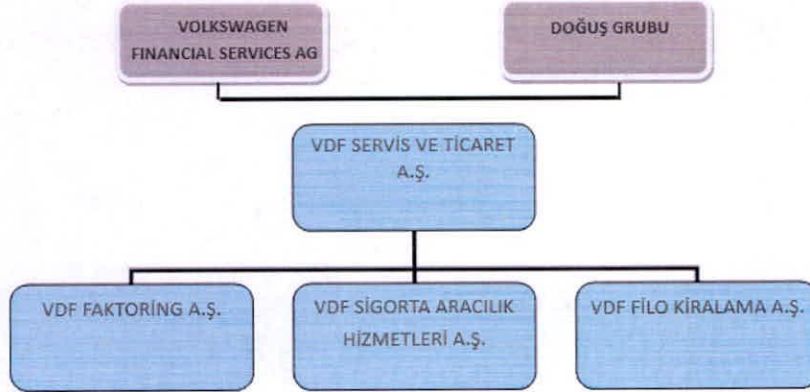 VOLKSWAGEN
FINANCIAL SERVICES AG
DOĞUŞ GRUBU
VDF SERVİS VE TİCARET
A.Ş.
VDF FAKTORİNG A.Ş.
VDF SİGORTA ARACILIK
HİZMETLERİ A.Ş.
VDF FİLO KİRALAMA A.Ş.